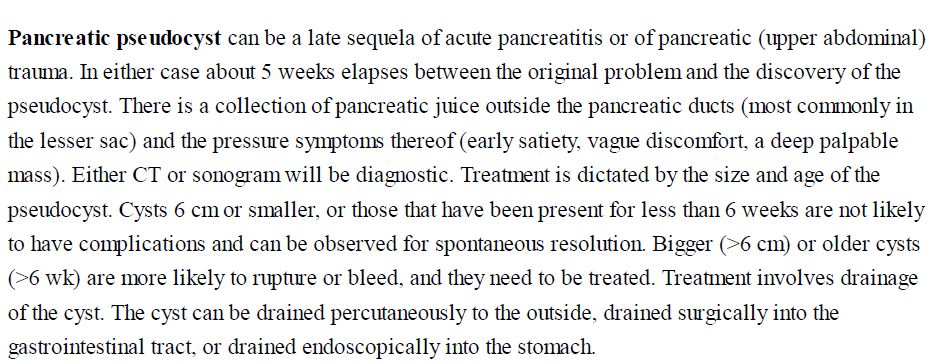 Pancreatic pseudocyst can be a late sequela of acute pancreatitis or of pancreatic (upper abdominal)
trauma. In either case about 5 weeks elapses between the original problem and the discovery of the
pseudocyst. There is a collection of pancreatic juice outside the pancreatic ducts (most commonly in
the lesser sac) and the pressure symptoms thereof (early satiety, vague discomfort, a deep palpable
mass). Either CT or sonogram will be diagnostic. Treatment is dictated by the size and age of the
pseudocyst. Cysts 6 cm or smaller, or those that have been present for less than 6 weeks are not likely
to have complications and can be observed for spontaneous resolution. Bigger (>6 cm) or older cysts
(>6 wk) are more likely to rupture or bleed, and they need to be treated. Treatment involves drainage
of the cyst. The cyst can be drained percutaneously to the outside, drained surgically into the
gastrointestinal tract, or drained endoscopically into the stomach.